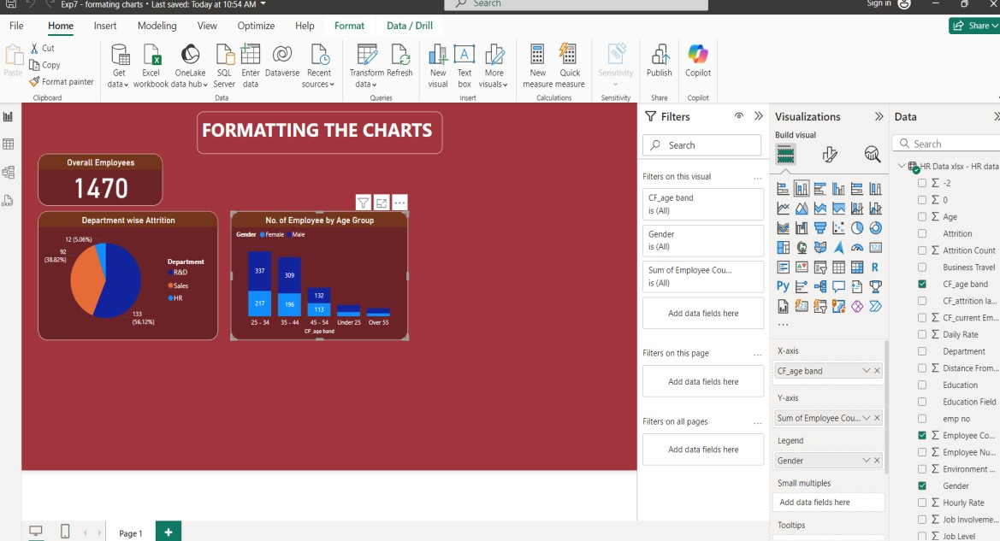 Exp7 - formating charts • Last saved: Today at 10:54 AM
Search
Sign in
File
Home
Insert
Modeling
View
Optimize
Help
Format
Data / Drill
Share
Paste
Cut
Copy
Format painter
Get data
Excel workbook
OneLake data hub
SQL Server
Enter data
Dataverse
Recent sources
Transform data
Refresh
New visual
Text box
More visuals
New measure
Quick measure
Sensitivity
Publish
Copilot
Clipboard
Data
Queries
Insert
Calculations
Sensitivity
Share
Copilot
FORMATTING THE CHARTS
Overall Employees
1470
Department wise Attrition
12 (5.06%)
92
(38.82%)
133
(56.12%)
Department
R&D
Sales
HR
No. of Employee by Age Group
Gender
Female
Male
337
309
132
217
196
113
25 - 34
35 - 44
45 - 54
Under 25
Over 55
CF_age band
Filters
Search
Filters on this visual
...
CF_age band
is (All)
Gender
is (All)
Sum of Employee Cou...
is (All)
Add data fields here
Filters on this page
...
Add data fields here
Filters on all pages
...
Add data fields here
Visualizations
Build visual
123
R
Py
...
X-axis
CF_age band
Y-axis
Sum of Employee Cou...
Legend
Gender
Small multiples
Add data fields here
Tooltips
Data
Search
HR Data xlsx - HR data
-2
0
Age
Attrition
Attrition Count
Business Travel
CF_age band
CF_attrition la...
CF_current Em...
Daily Rate
Department
Distance From...
Education
Education Field
emp no
Employee Co...
Employee Nu...
Environment ...
Gender
Hourly Rate
Job Involveme...
Job Level
Page 1